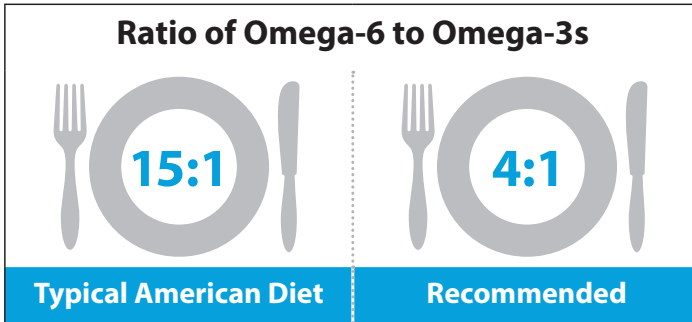 Ratio of Omega-6 to Omega-3s
15:1
4:1
Typical American Diet
Recommended